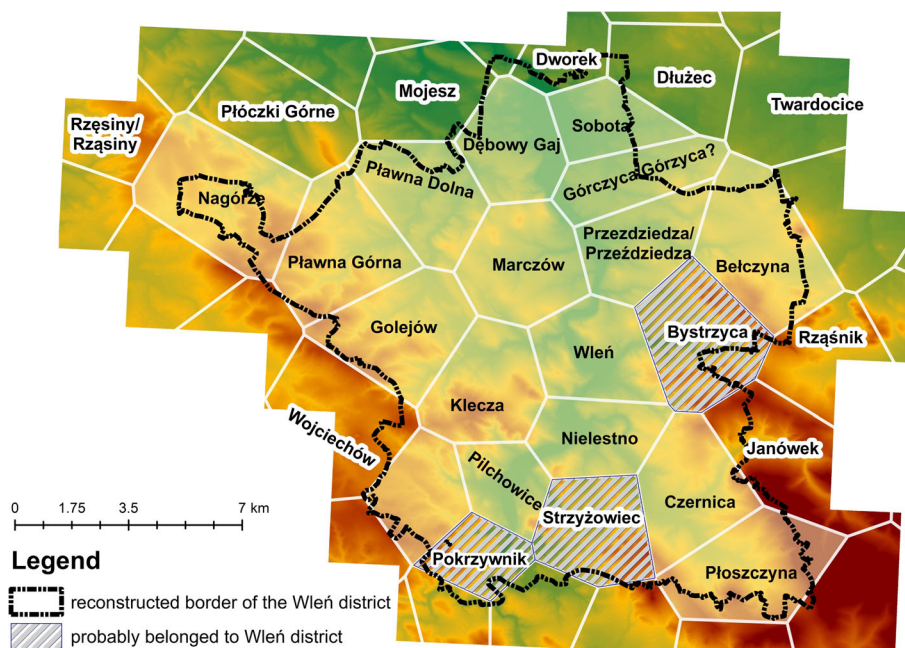 Dworek
Mojesz
Dłużec
Płóczki Górne
Twardocice
Rzęsiny/
Rząsiny
Sobota
Dębowy Gaj
Górczyca/Górzyca?
Pławna Dolna
Nagórze
Przezdziedza/
Przeździedza
Pławna Górna
Marczów
Bełczyna
Golejów
Bystrzyca
Rząśnik
Wleń
Klecza
Wojciechów
Nielestno
Janówek
Pilchowice
Czernica
Strzyżowiec
Pokrzywnik
Płoszczyna
0 1.75 3.5 7 km
Legend
reconstructed border of the Wleń district
probably belonged to Wleń district